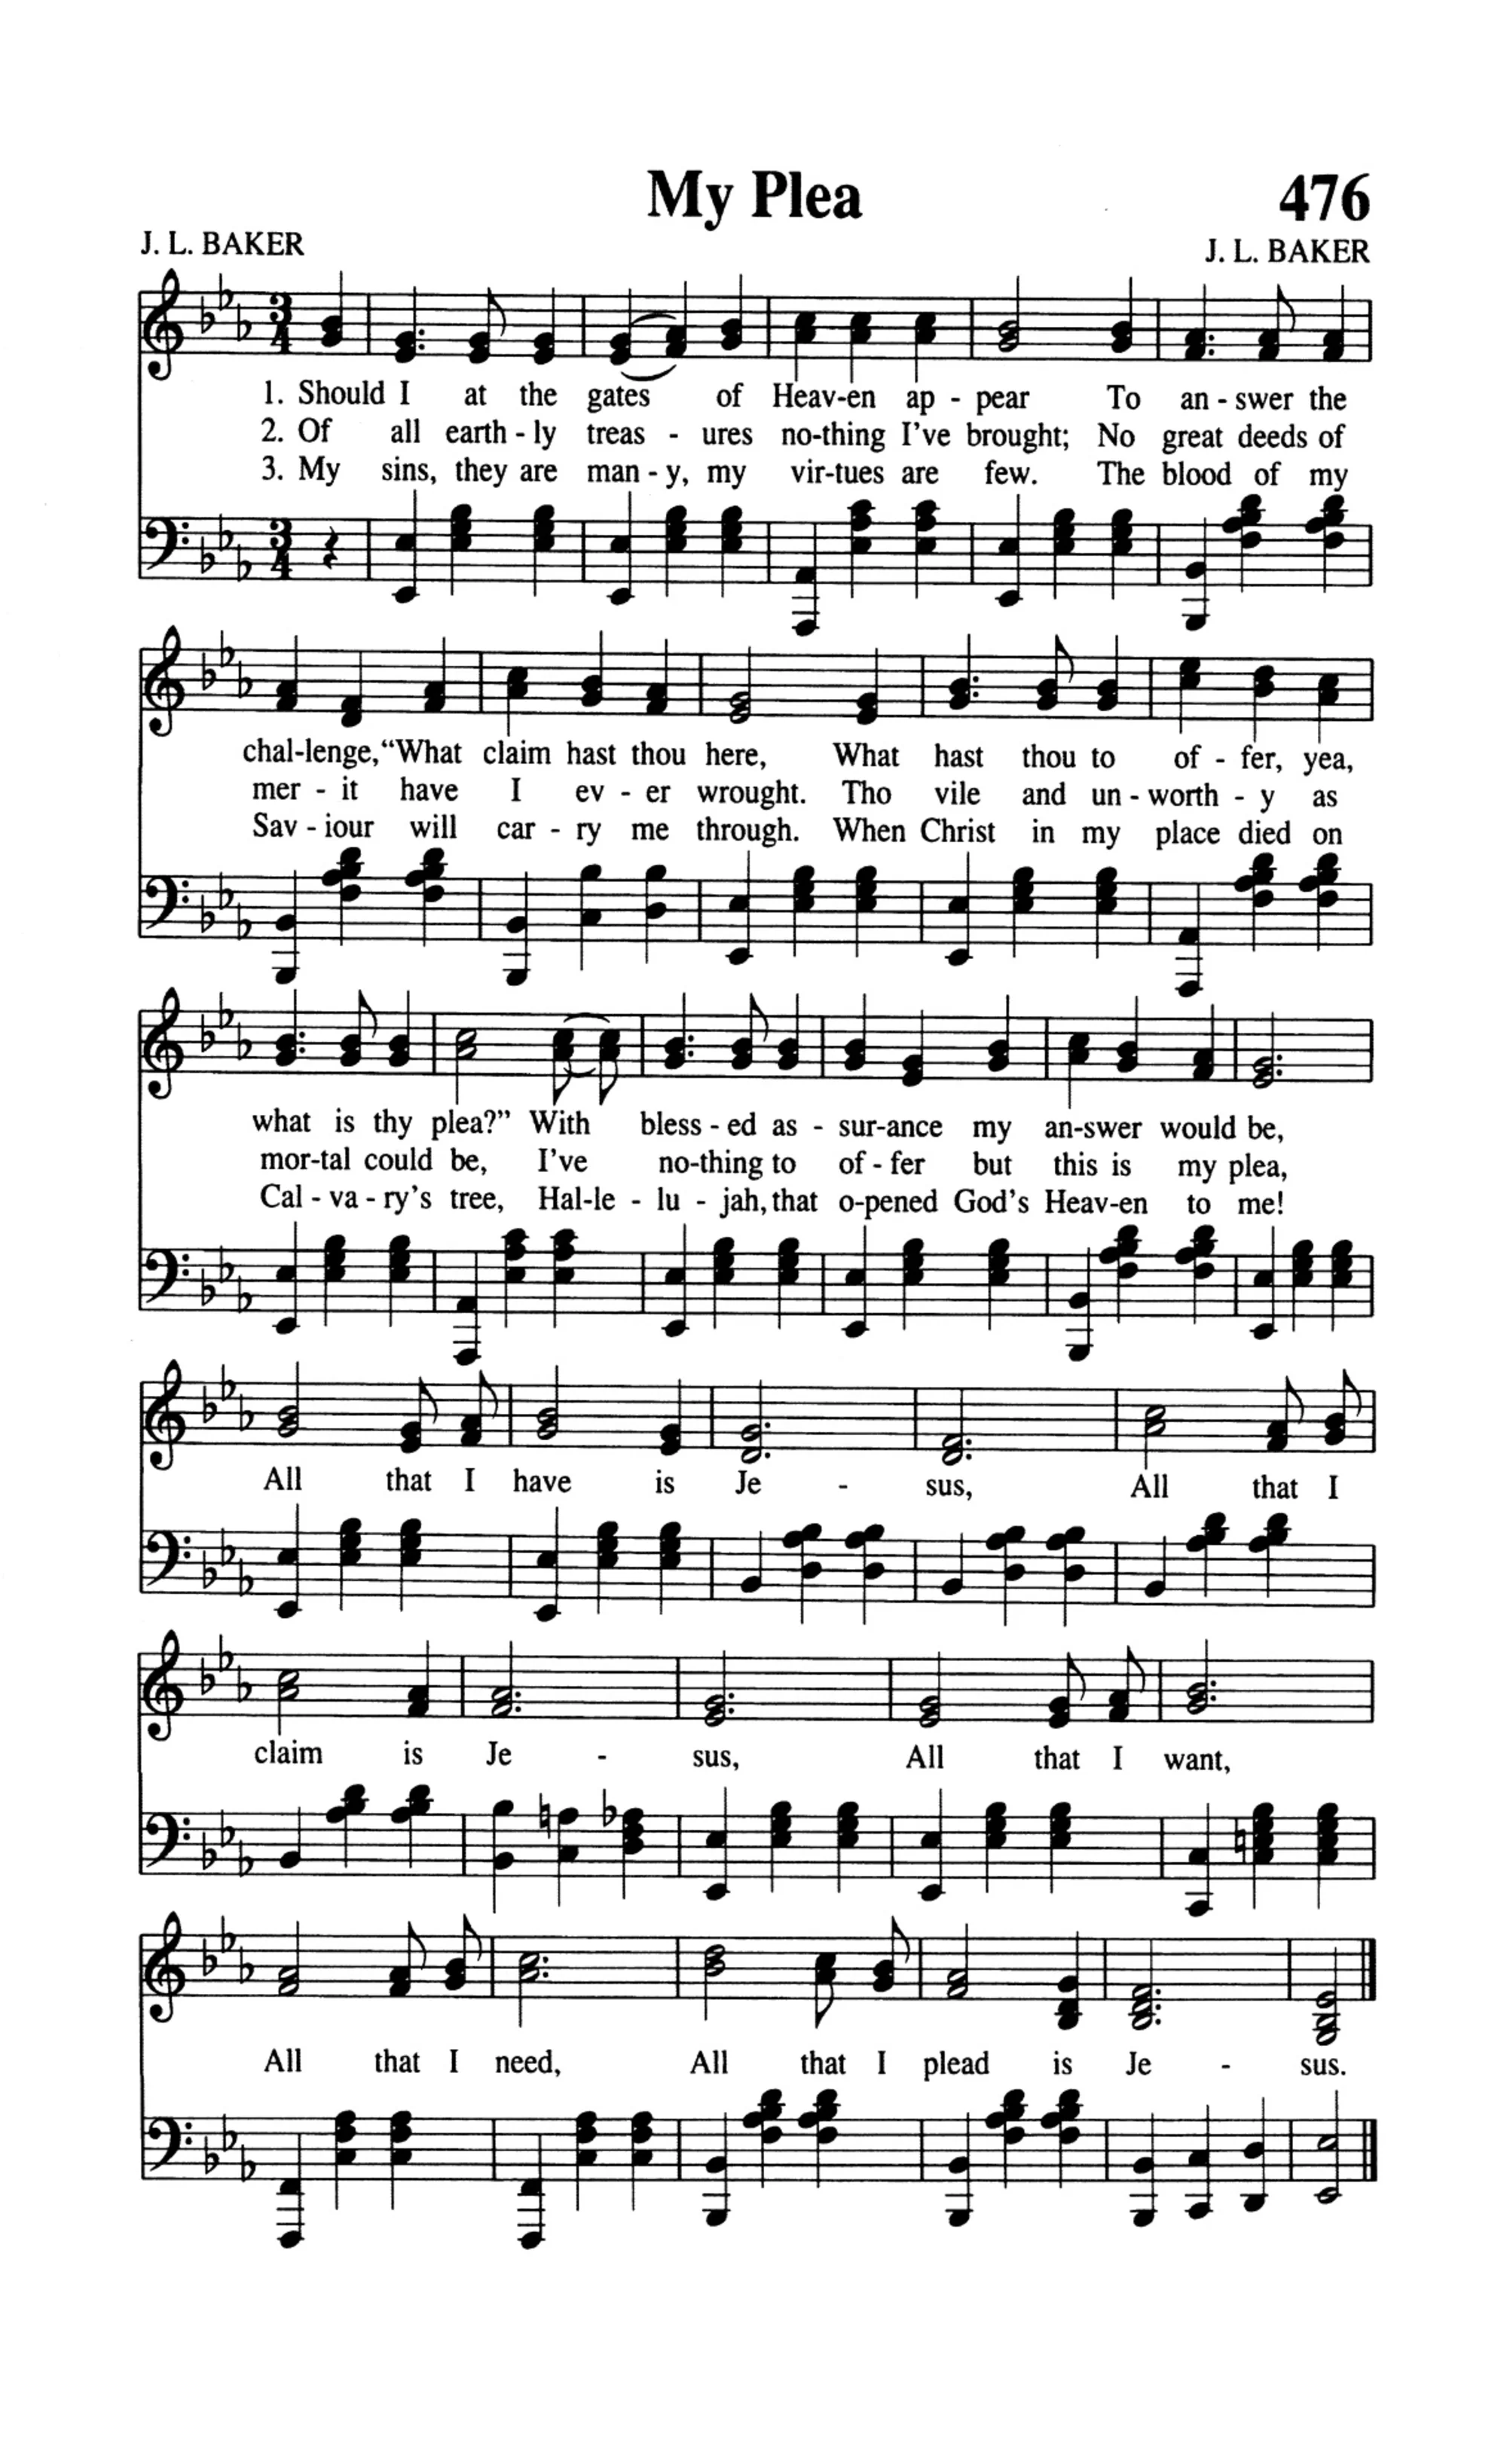 My Plea 476
J. L. BAKER J. L. BAKER
1. Should I at the gates of Heav-en ap - pear To an - swer the
2. Of all earth - ly treas - ures no-thing I've brought; No great deeds of
3. My sins, they are man - y, my vir-tues are few. The blood of my
chal-lenge, “What claim hast thou here, What hast thou to of - fer, yea,
mer - it have I ev - er wrought. Tho vile and un - worth - y as
Sav - iour will car - ry me through. When Christ in my place died on
what is thy plea?” With bless - ed as - sur-ance my an-swer would be,
mor-tal could be, I've no-thing to of - fer but this is my plea,
Cal - va - ry's tree, Hal-le - lu - jah, that o-pened God's Heav-en to me!
All that I have is Je - sus, All that I
claim is Je - sus, All that I want,
All that I need, All that I plead is Je - sus.